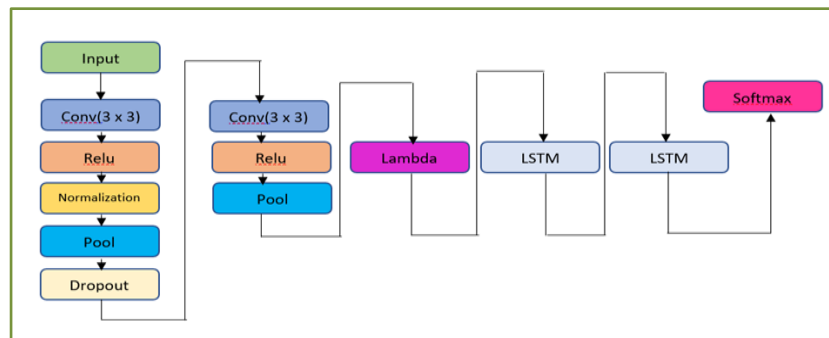 Input
Conv(3 x 3)
Relu
Normalization
Pool
Dropout
Conv(3 x 3)
Relu
Pool
Lambda
LSTM
LSTM
Softmax